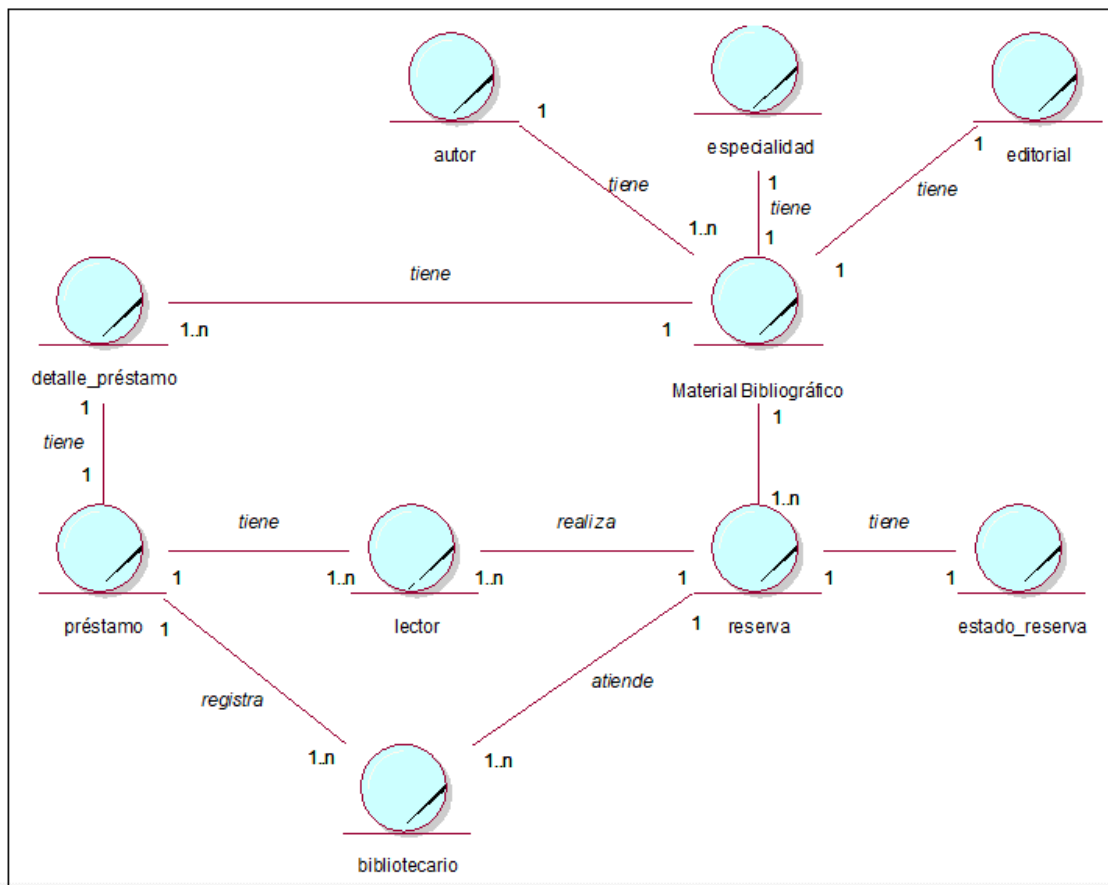 autor
especialidad
editorial
1
1
1
tiene
tiene
tiene
1..n
1
1
tiene
1..n
1
detalle_préstamo
Material Bibliográfico
1
1
tiene
1
1..n
tiene
realiza
tiene
1
1..n
1..n
1
1
1
préstamo
lector
reserva
estado_reserva
1
1
registra
atiende
1..n
1..n
bibliotecario